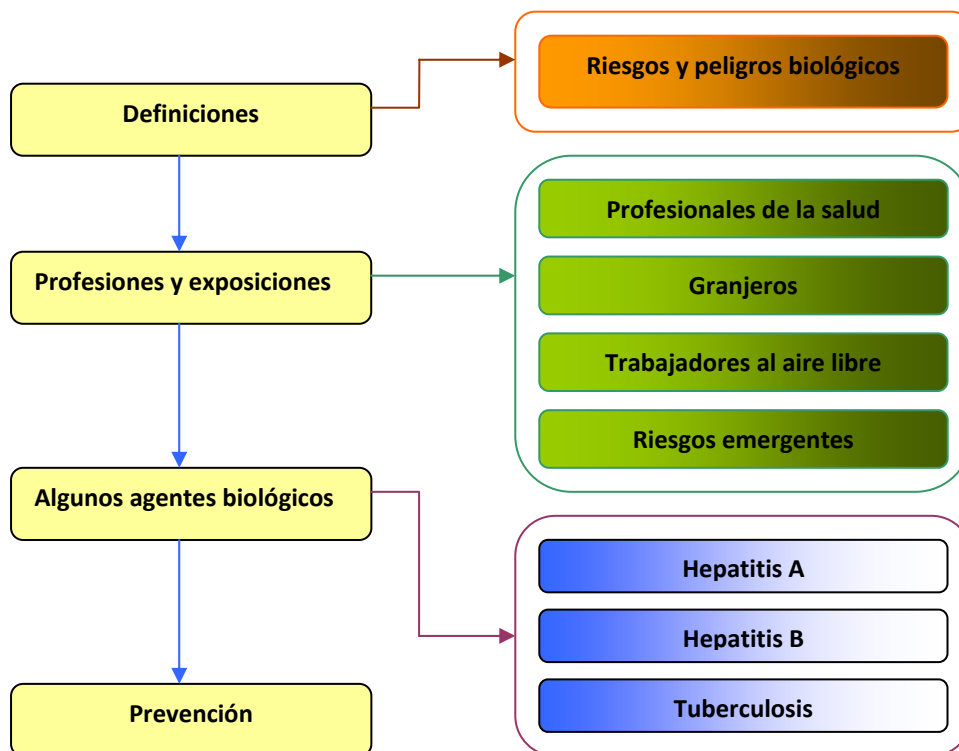 Definiciones
Riesgos y peligros biológicos
Profesiones y exposiciones
Profesionales de la salud
Granjeros
Trabajadores al aire libre
Riesgos emergentes
Algunos agentes biológicos
Hepatitis A
Hepatitis B
Tuberculosis
Prevención